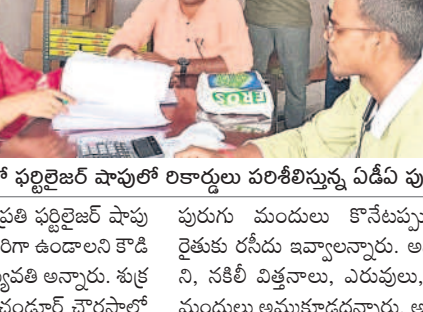 EROS
ో ఫర్టిలైజర్ షాపులో రికార్డులు పరిశీలిస్తున్న ఏడీఏ పు
ప్రతి ఫర్టిలైజర్ షాపు
రిగా ఉండాలని కౌడి
్యవతి అన్నారు. శుక్ర
చండూర్ చౌరస్తాలో
పురుగు మందులు కొనేటప్పు
రైతుకు రసీదు ఇవ్వాలన్నారు. అ
ని, నకిలీ విత్తనాలు, ఎరువులు,
మందులు అమ్మకూడదన్నారు. అ